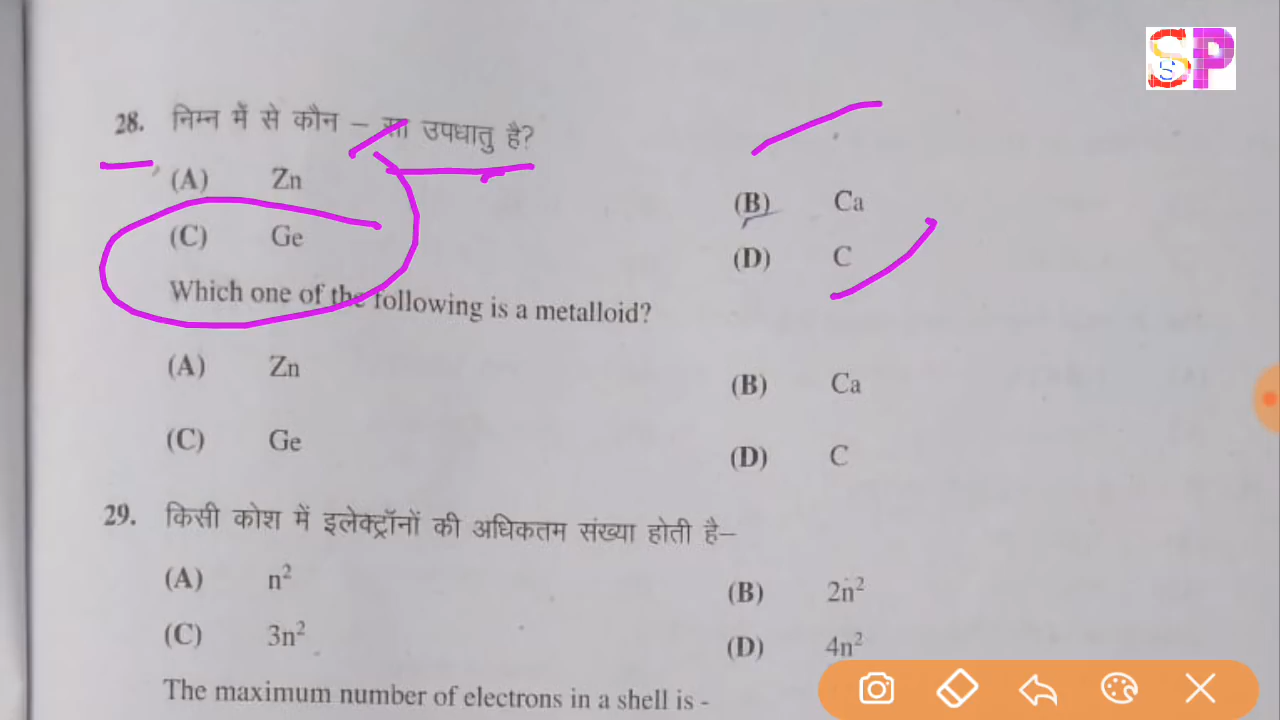 SP
S
28. निम्न में से कौन – सा उपधातु है?
(A) Zn
(B) Ca
(C) Ge
(D) C
Which one of the following is a metalloid?
(A) Zn
(B) Ca
(C) Ge
(D) C
29. किसी कोश में इलेक्ट्रॉनों की अधिकतम संख्या होती है–
(A) n²
(B) 2n²
(C) 3n²
(D) 4n²
The maximum number of electrons in a shell is -